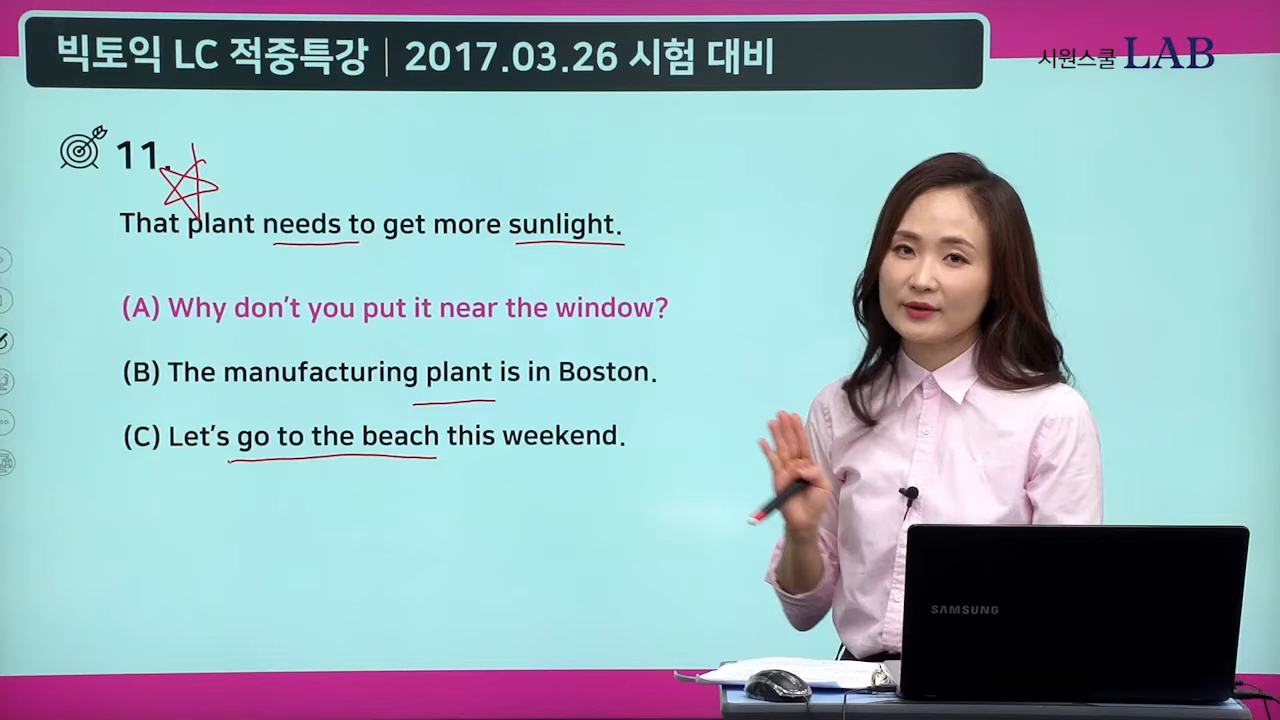 빅토익 LC 적중특강 | 2017.03.26 시험 대비
시원스쿨 LAB
11.
That plant needs to get more sunlight.
(A) Why don't you put it near the window?
(B) The manufacturing plant is in Boston.
(C) Let's go to the beach this weekend.
SAMSUNG